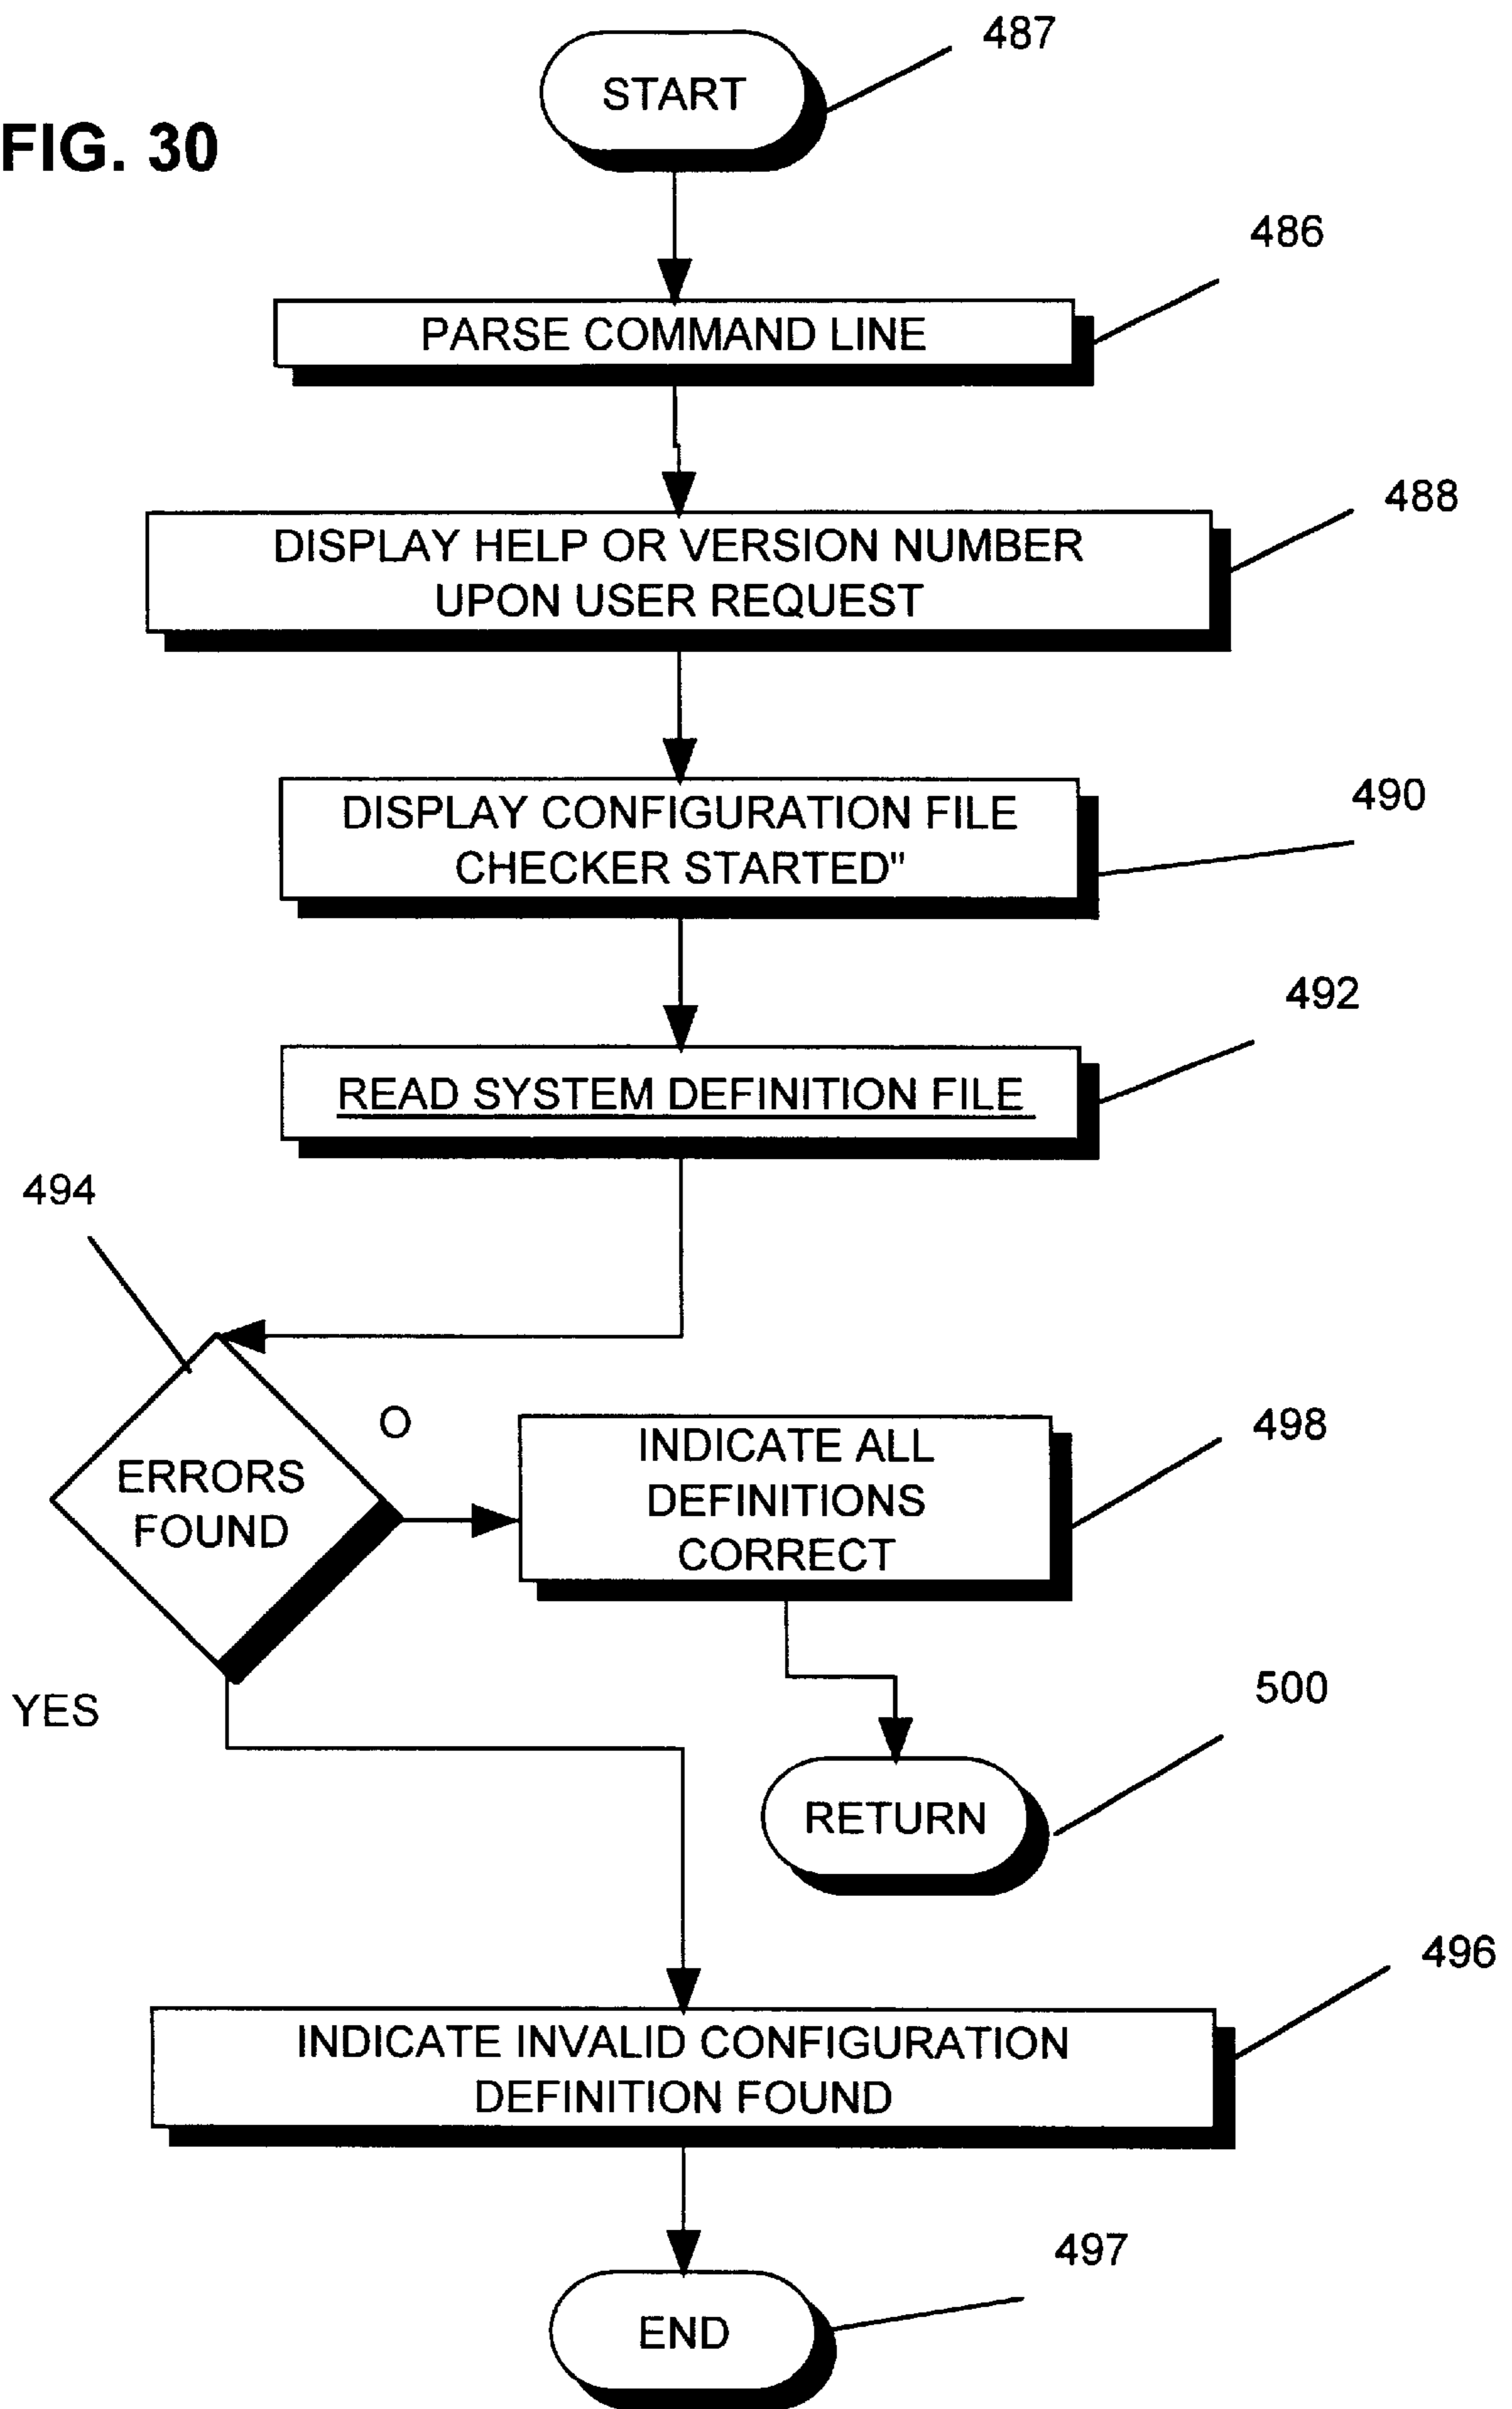 487
START
FIG. 30
486
PARSE COMMAND LINE
488
DISPLAY HELP OR VERSION NUMBER
UPON USER REQUEST
490
DISPLAY CONFIGURATION FILE
CHECKER STARTED"
492
READ SYSTEM DEFINITION FILE
494
O
498
INDICATE ALL
DEFINITIONS
CORRECT
ERRORS
FOUND
YES
500
RETURN
496
INDICATE INVALID CONFIGURATION
DEFINITION FOUND
497
END